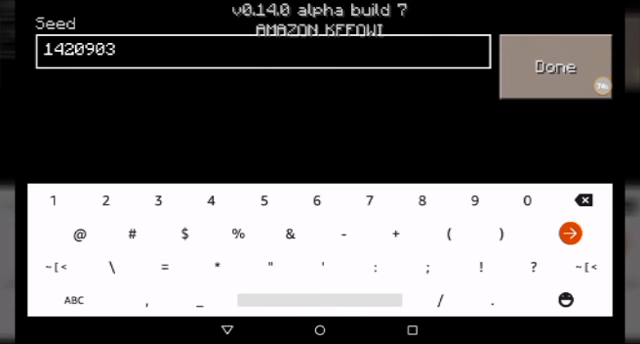 v0.14.0 alpha build 7
Seed
AMAZON KFFOWI
1420903
Done
74%
1 2 3 4 5 6 7 8 9 0
@ # $ % & - + ( )
~[< \ = * " ' : ; ! ? ~[<
ABC , _ / .